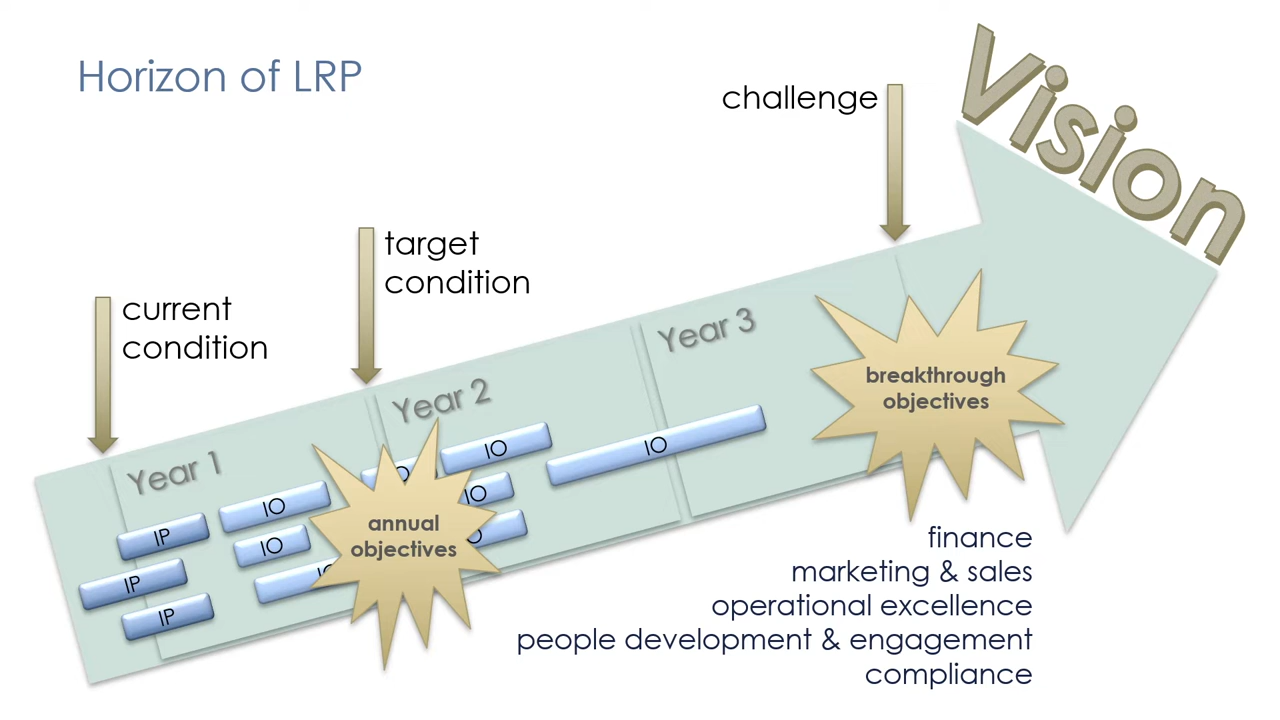 Horizon of LRP
Vision
challenge
target
condition
current
condition
Year 3
Year 2
Year 1
breakthrough
objectives
annual
objectives
IO
IO
IO
IO
IO
IP
IP
IP
finance
marketing & sales
operational excellence
people development & engagement
compliance